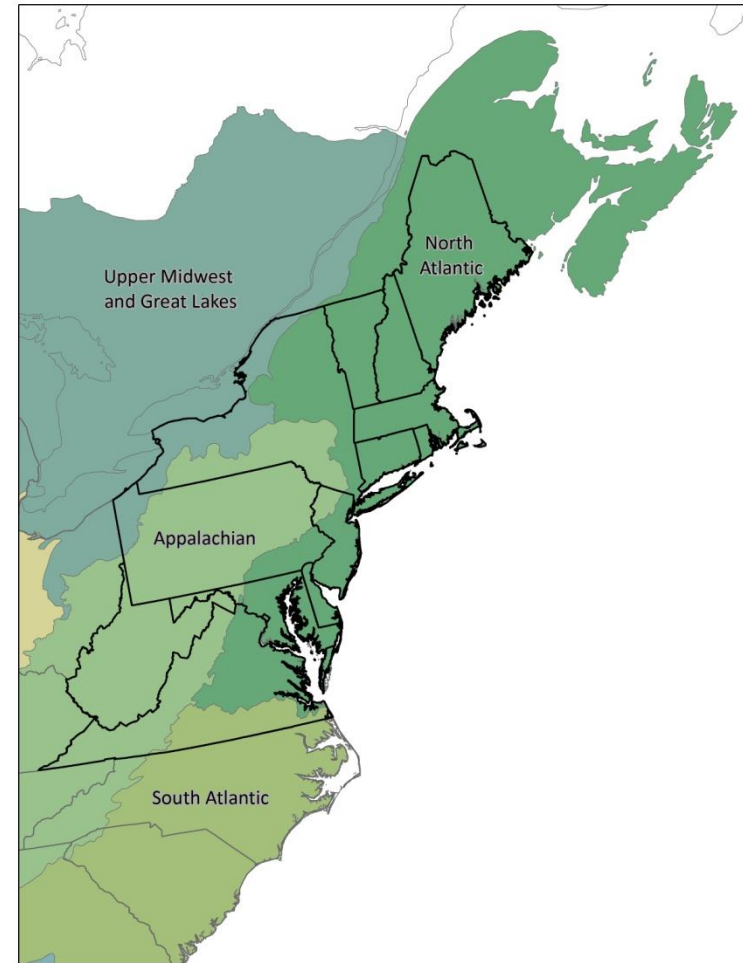 North
Atlantic
Upper Midwest
and Great Lakes
Appalachian
South Atlantic